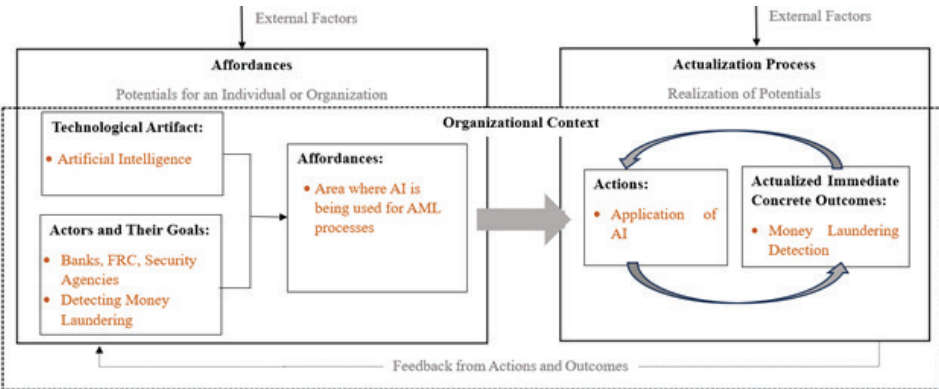 External Factors
External Factors
Affordances
Potentials for an Individual or Organization
Actualization Process
Realization of Potentials
Organizational Context
Technological Artifact:
• Artificial Intelligence
Actors and Their Goals:
• Banks, FRC, Security
Agencies
• Detecting Money
Laundering
Affordances:
• Area where AI is
being used for AML
processes
Actions:
• Application of
AI
Actualized Immediate
Concrete Outcomes:
• Money Laundering
Detection
Feedback from Actions and Outcomes